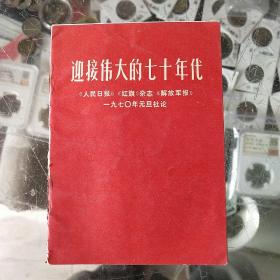 迎接伟大的七十年代
《人民日报》《红旗》杂志《解放军报》
一九七〇年元旦社论